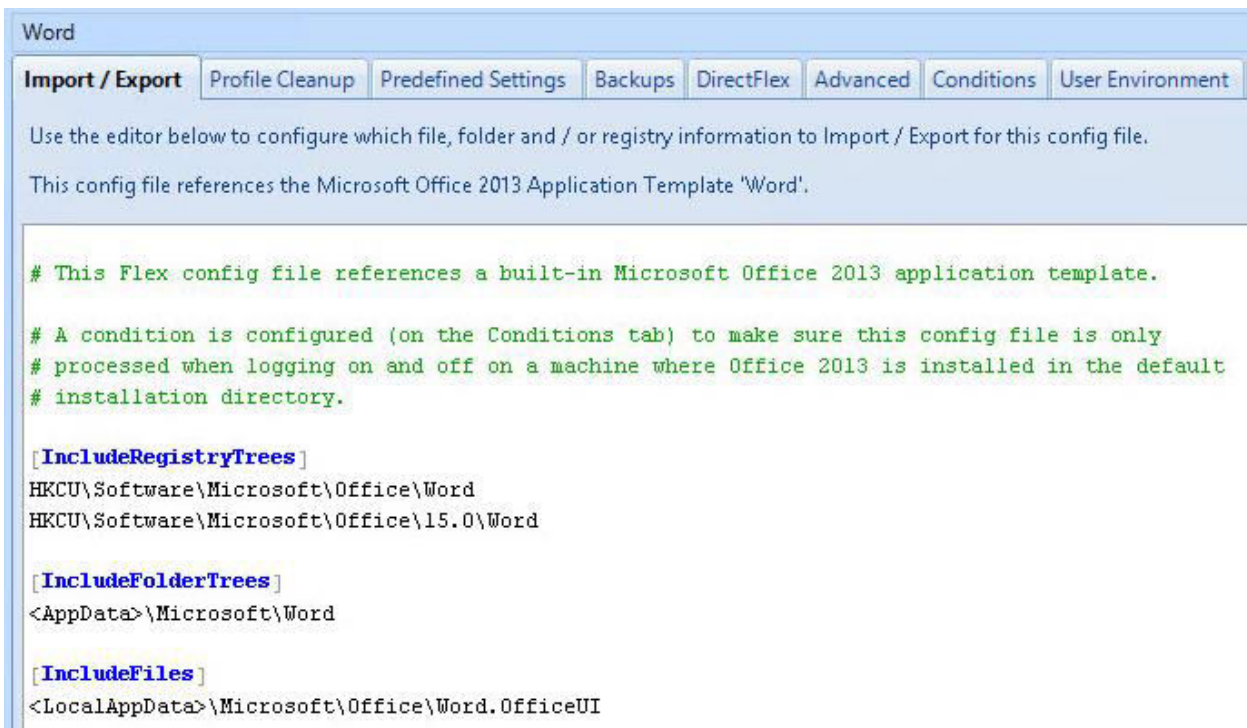 Word
Import / Export Profile Cleanup Predefined Settings Backups DirectFlex Advanced Conditions User Environment
Use the editor below to configure which file, folder and / or registry information to Import / Export for this config file.
This config file references the Microsoft Office 2013 Application Template 'Word'.
# This Flex config file references a built-in Microsoft Office 2013 application template.
# A condition is configured (on the Conditions tab) to make sure this config file is only
# processed when logging on and off on a machine where Office 2013 is installed in the default
# installation directory.
[IncludeRegistryTrees]
HKCU\Software\Microsoft\Office\Word
HKCU\Software\Microsoft\Office\15.0\Word
[IncludeFolderTrees]
<AppData>\Microsoft\Word
[IncludeFiles]
<LocalAppData>\Microsoft\Office\Word.OfficeUI